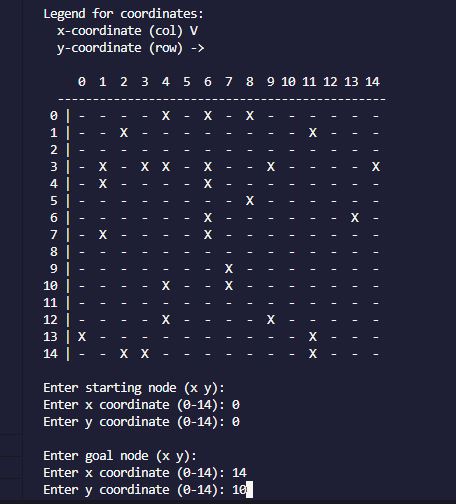 Legend for coordinates:
  x-coordinate (col) V
  y-coordinate (row) ->
     0  1  2  3  4  5  6  7  8  9 10 11 12 13 14
  -----------------------------------------------
 0 | -  -  -  -  X  -  X  -  X  -  -  -  -  -  -
 1 | -  -  X  -  -  -  -  -  -  -  -  X  -  -  -
 2 | -  -  -  -  -  -  -  -  -  -  -  -  -  -  -
 3 | -  X  -  X  X  -  X  -  -  X  -  -  -  -  X
 4 | -  X  -  -  -  -  X  -  -  -  -  -  -  -  -
 5 | -  -  -  -  -  -  -  -  X  -  -  -  -  -  -
 6 | -  -  -  -  -  -  X  -  -  -  -  -  -  X  -
 7 | -  X  -  -  -  -  X  -  -  -  -  -  -  -  -
 8 | -  -  -  -  -  -  -  -  -  -  -  -  -  -  -
 9 | -  -  -  -  -  -  -  X  -  -  -  -  -  -  -
10 | -  -  -  -  X  -  -  X  -  -  -  -  -  -  -
11 | -  -  -  -  -  -  -  -  -  -  -  -  -  -  -
12 | -  -  -  -  X  -  -  -  -  X  -  -  -  -  -
13 | X  -  -  -  -  -  -  -  -  -  -  X  -  -  -
14 | -  -  X  X  -  -  -  -  -  -  -  X  -  -  -
Enter starting node (x y):
Enter x coordinate (0-14): 0
Enter y coordinate (0-14): 0
Enter goal node (x y):
Enter x coordinate (0-14): 14
Enter y coordinate (0-14): 10